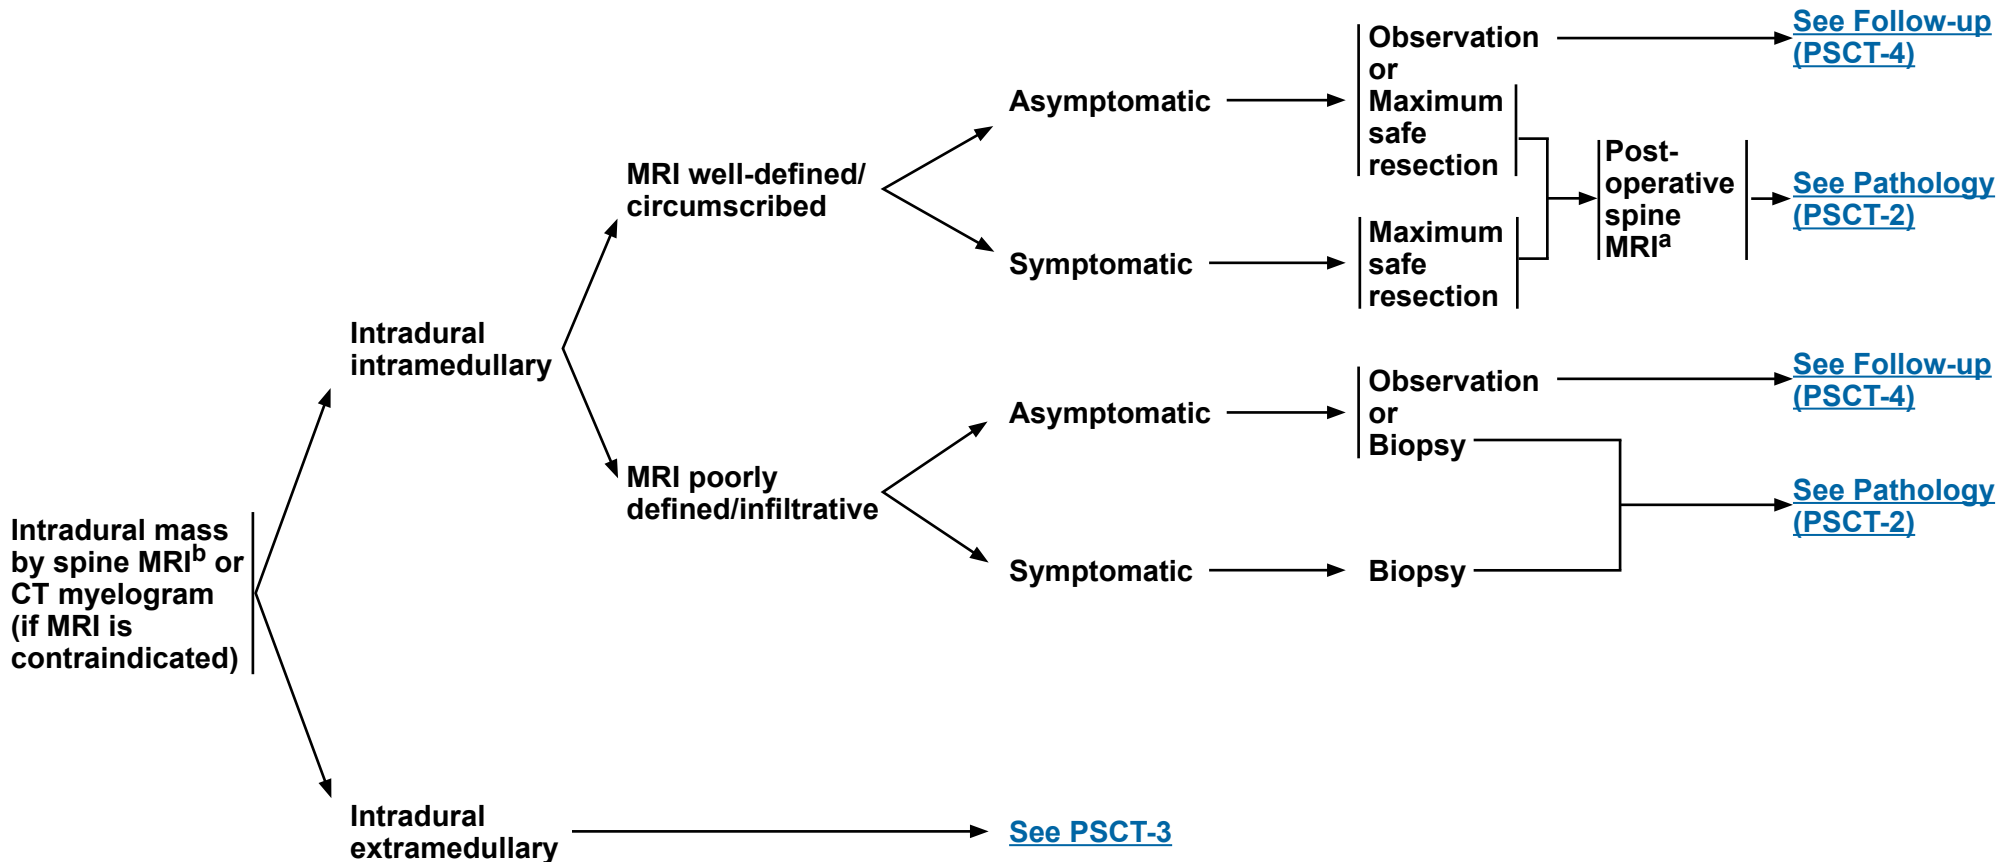 Intradural mass
by spine MRIb or
CT myelogram
(if MRI is
contraindicated)
Intradural
intramedullary
MRI well-defined/
circumscribed
Asymptomatic
Observation
or
Maximum
safe
resection
See Follow-up
(PSCT-4)
Symptomatic
Maximum
safe
resection
Post-
operative
spine
MRIa
See Pathology
(PSCT-2)
MRI poorly
defined/infiltrative
Asymptomatic
Observation
or
Biopsy
See Follow-up
(PSCT-4)
Symptomatic
Biopsy
See Pathology
(PSCT-2)
Intradural
extramedullary
See PSCT-3